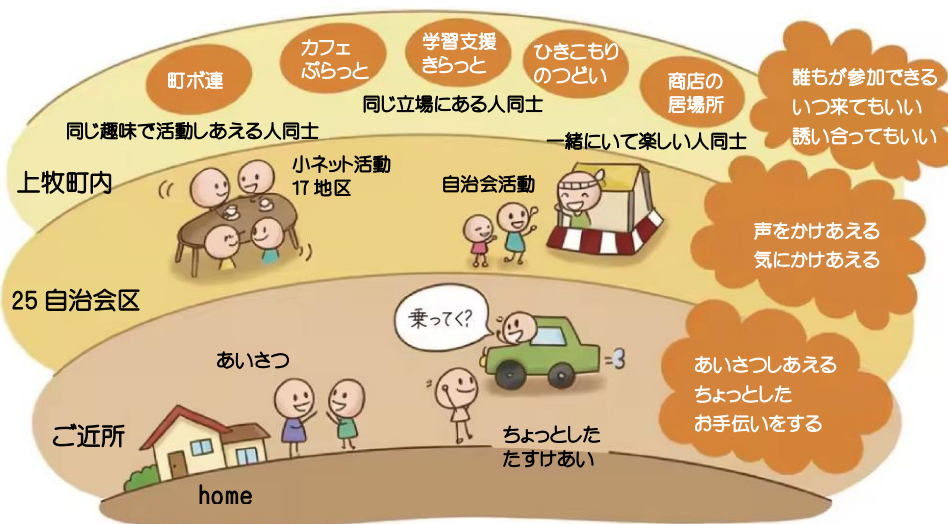 町ボ連
カフェ
ぷらっと
学習支援
きらっと
ひきこもり
のつどい
商店の
居場所
誰もが参加できる
いつ来てもいい
誘い合ってもいい
同じ立場にある人同士
同じ趣味で活動しあえる人同士
一緒にいて楽しい人同士
上牧町内
小ネット活動
17地区
自治会活動
声をかけあえる
気にかけあえる
25自治会区
乗ってく?
あいさつ
あいさつしあえる
ちょっとした
お手伝いをする
ご近所
ちょっとした
たすけあい
home